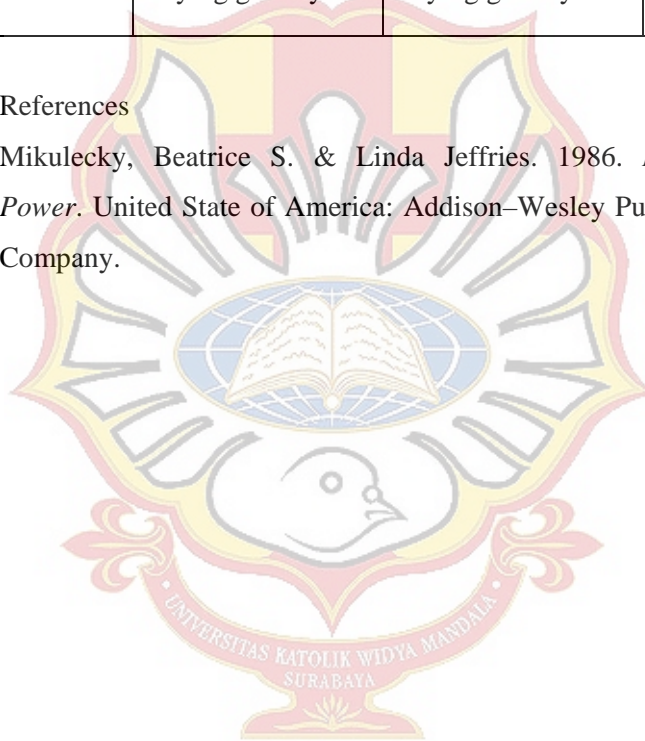 References
Mikulecky, Beatrice S. & Linda Jeffries. 1986.
Power. United State of America: Addison–Wesley
Company.
UNIVERSITAS KATOLIK WIDYA MANDALA
SURABAYA